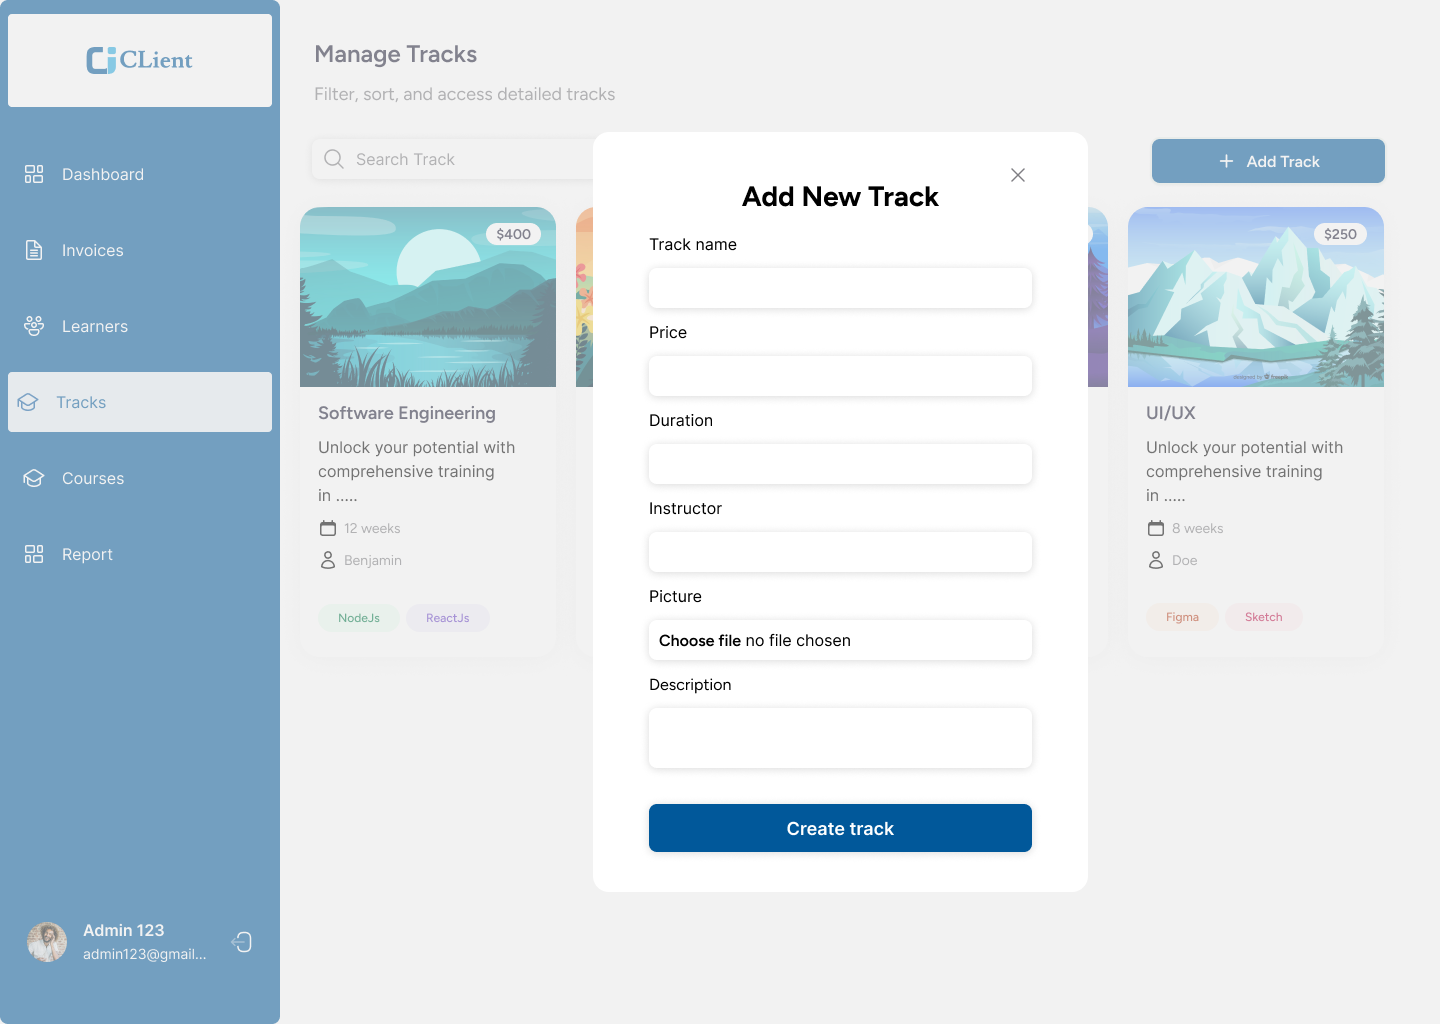 CLient
Dashboard
Invoices
Learners
Tracks
Courses
Report
Admin 123
admin123@gmail...
Manage Tracks
Filter, sort, and access detailed tracks
Search Track
Add Track
$400
Software Engineering
Unlock your potential with
comprehensive training
in .....
12 weeks
Benjamin
NodeJs
ReactJs
Add New Track
Track name
Price
Duration
Instructor
Picture
Choose file no file chosen
Description
Create track
$250
designed by freepik
UI/UX
Unlock your potential with
comprehensive training
in .....
8 weeks
Doe
Figma
Sketch